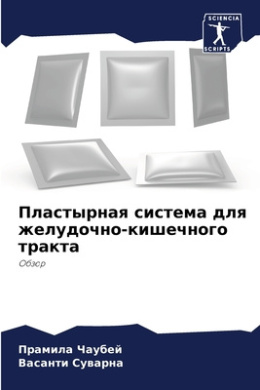 SCIENCIA
SCRIPTS
Пластырная система для
желудочно-кишечного
тракта
Обзор
Прамила Чаубей
Васанти Суварна